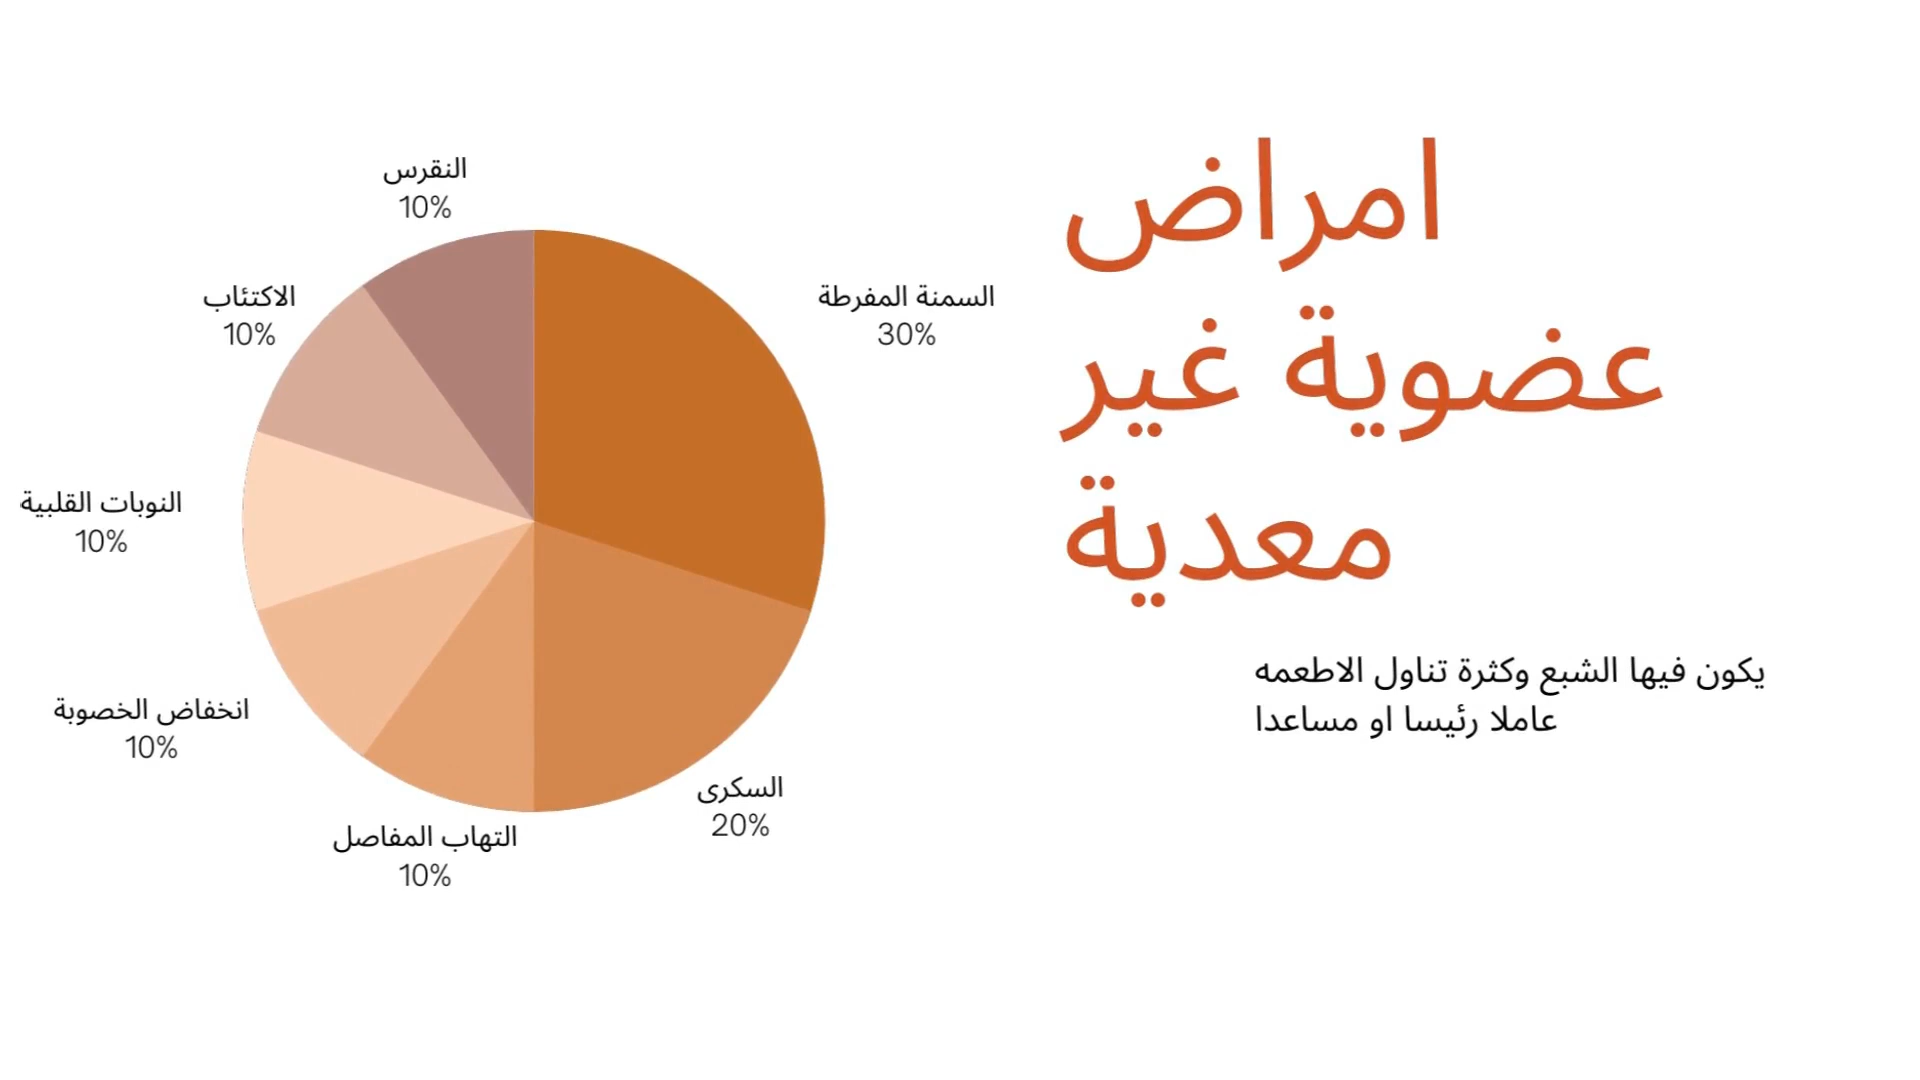 امراض
عضوية غير
معدية
يكون فيها الشبع وكثرة تناول الاطعمه
عاملا رئيسا او مساعدا
السمنة المفرطة
30%
السكرى
20%
التهاب المفاصل
10%
انخفاض الخصوبة
10%
النوبات القلبية
10%
الاكتئاب
10%
النقرس
10%